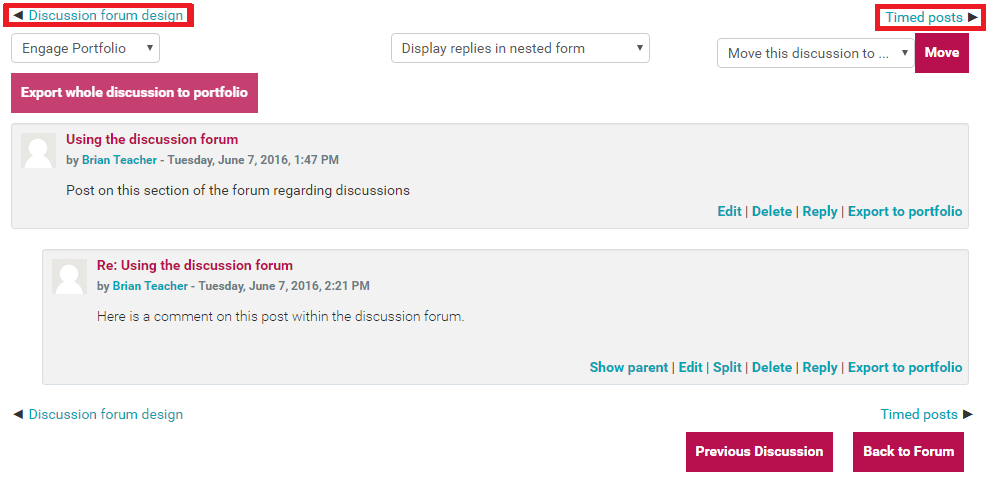 ◄ Discussion forum design
Timed posts ►
Engage Portfolio ▼
Display replies in nested form ▼
Move this discussion to ... ▼
Move
Export whole discussion to portfolio
Using the discussion forum
by Brian Teacher - Tuesday, June 7, 2016, 1:47 PM
Post on this section of the forum regarding discussions
Edit | Delete | Reply | Export to portfolio
Re: Using the discussion forum
by Brian Teacher - Tuesday, June 7, 2016, 2:21 PM
Here is a comment on this post within the discussion forum.
Show parent | Edit | Split | Delete | Reply | Export to portfolio
◄ Discussion forum design
Timed posts ►
Previous Discussion
Back to Forum